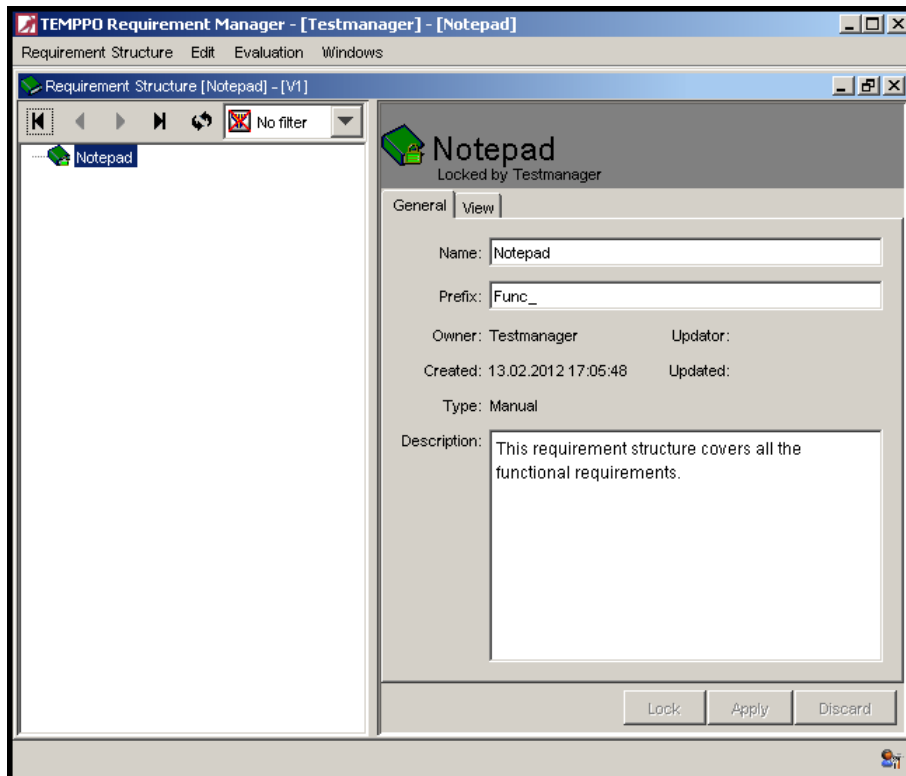 TEMPPO Requirement Manager - [Testmanager] - [Notepad]
Requirement Structure Edit Evaluation Windows
Requirement Structure [Notepad] - [V1]
No filter
Notepad
Notepad
Locked by Testmanager
General View
Name: Notepad
Prefix: Func_
Owner: Testmanager Updator:
Created: 13.02.2012 17:05:48 Updated:
Type: Manual
Description: This requirement structure covers all the
functional requirements.
Lock Apply Discard